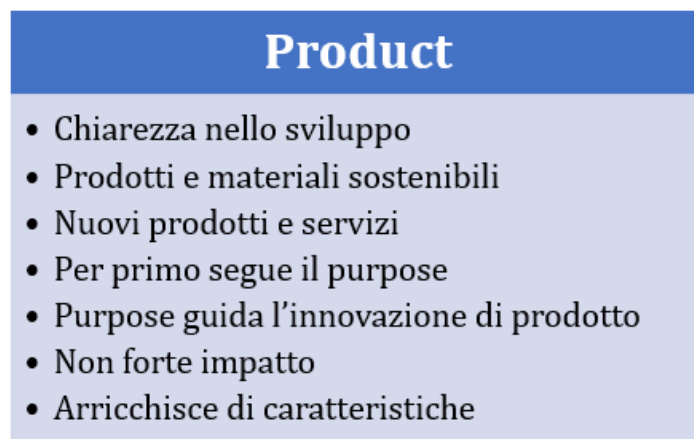 Product
• Chiarezza nello sviluppo
• Prodotti e materiali sostenibili
• Nuovi prodotti e servizi
• Per primo segue il purpose
• Purpose guida l’innovazione di prodotto
• Non forte impatto
• Arricchisce di caratteristiche